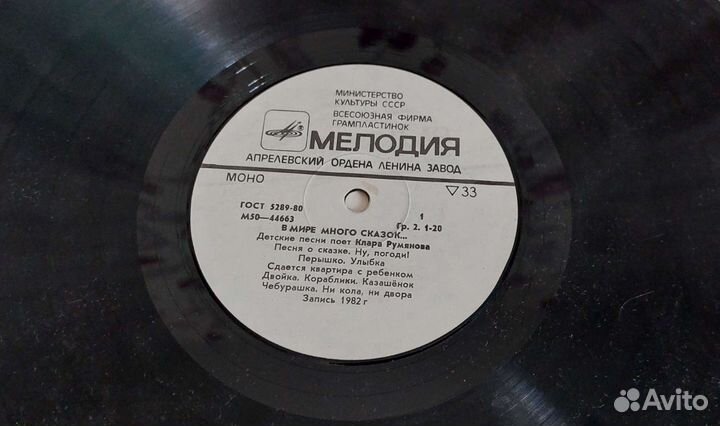 МИНИСТЕРСТВО
КУЛЬТУРЫ СССР
ВСЕСОЮЗНАЯ ФИРМА
ГРАМПЛАСТИНОК
МЕЛОДИЯ
АПРЕЛЕВСКИЙ ОРДЕНА ЛЕНИНА ЗАВОД
МОНО ▽33
ГОСТ 5289-80 1
М50—44663 Гр. 2. 1-20
В МИРЕ МНОГО СКАЗОК...
Детские песни поет Клара Румянова
Песня о сказке. Ну, погоди!
Перышко. Улыбка
Сдается квартира с ребенком
Двойка. Кораблики. Казашёнок
Чебурашка. Ни кола, ни двора
Запись 1982 г
Avito